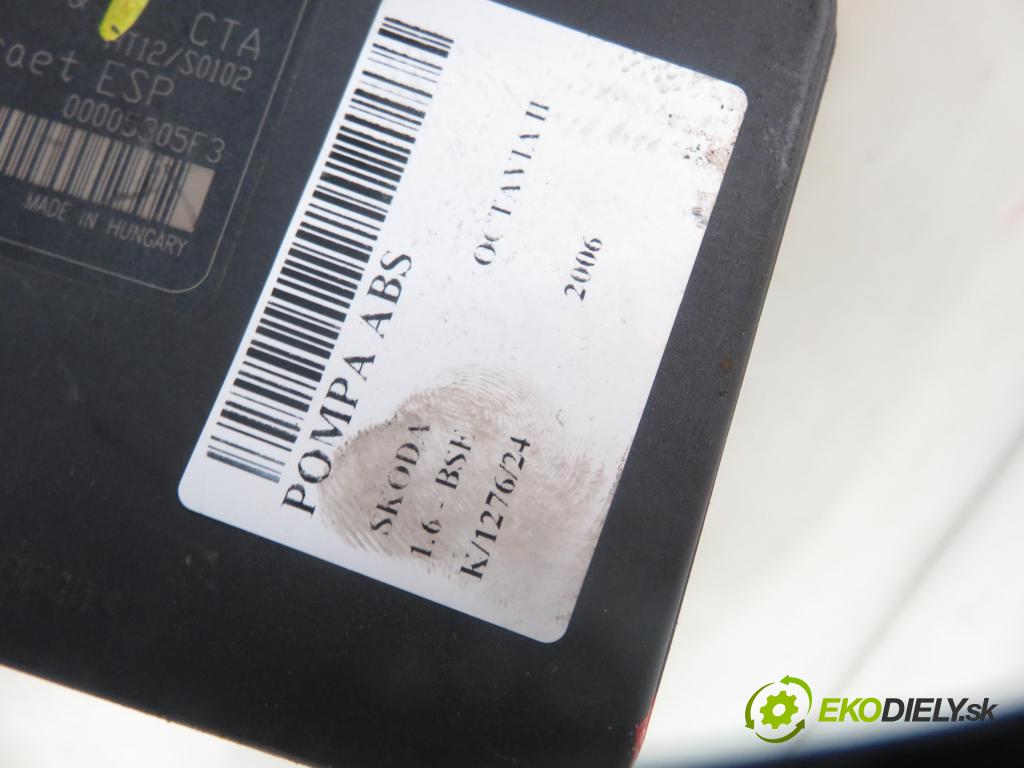 CTA
MT12/S0102
ESP
00005305F3
MADE IN HUNGARY
POMPA ABS
SKODA OCTAVIA II
1.6 - BSE 2006
K/1276/24
EKODIELY.sk